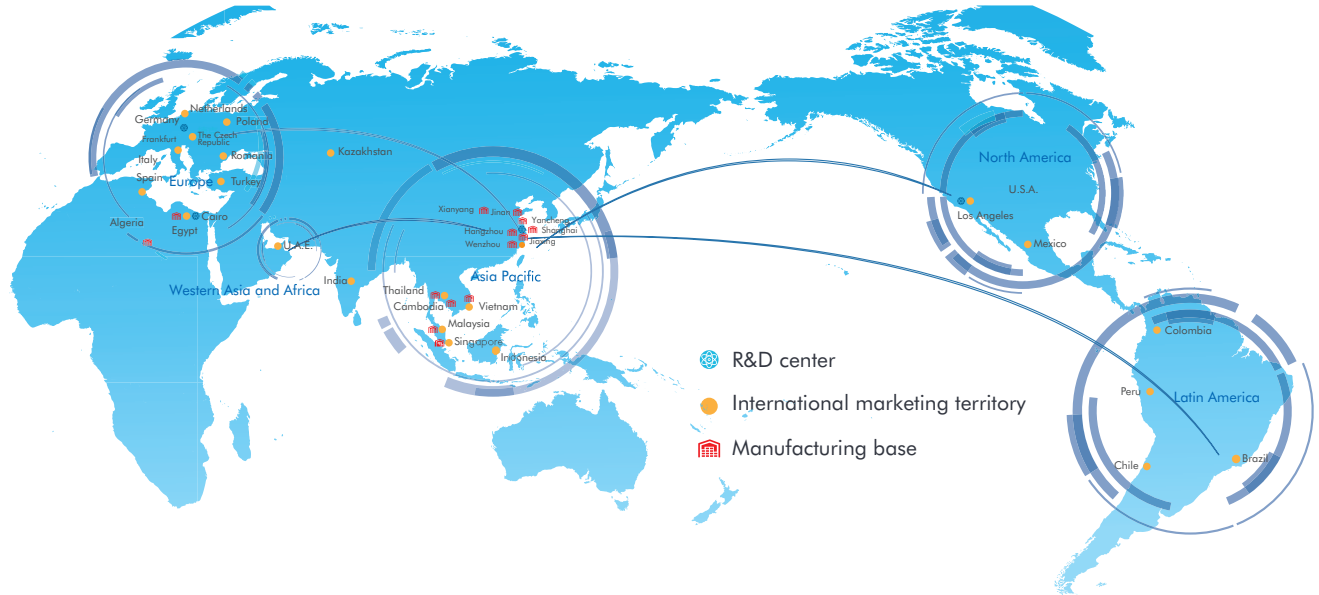 Netherlands
Germany
Poland
Frankfurt
The Czech
Republic
Italy
Romania
Spain
Europe
Turkey
Algeria
Cairo
Egypt
Kazakhstan
U.A.E.
Western Asia and Africa
India
Xianyang
Jinan
Yancheng
Hangzhou
Shanghai
Wenzhou
Jiaxing
Asia Pacific
Thailand
Cambodia
Vietnam
Malaysia
Singapore
Indonesia
R&D center
International marketing territory
Manufacturing base
North America
U.S.A.
Los Angeles
Mexico
Colombia
Peru
Latin America
Chile
Brazil